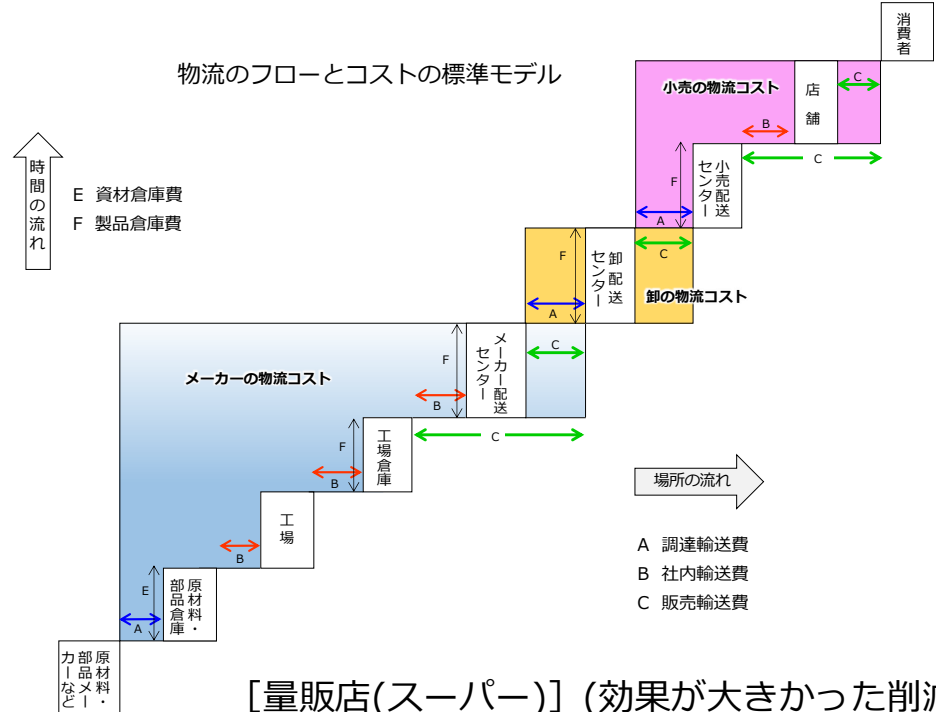 消費者
物流のフローとコストの標準モデル
小売の物流コスト
店舗
C
B
C
時間の流れ
E 資材倉庫費
F 製品倉庫費
F
小売配送センター
A
F
卸配送センター
C
卸の物流コスト
A
メーカーの物流コスト
F
メーカー配送センター
C
B
C
F
工場倉庫
B
場所の流れ
工場
B
A 調達輸送費
B 社内輸送費
C 販売輸送費
E
原材料・部品倉庫
A
原材料・部品メーカーなど
[量販店(スーパー)] (効果が大きかった削